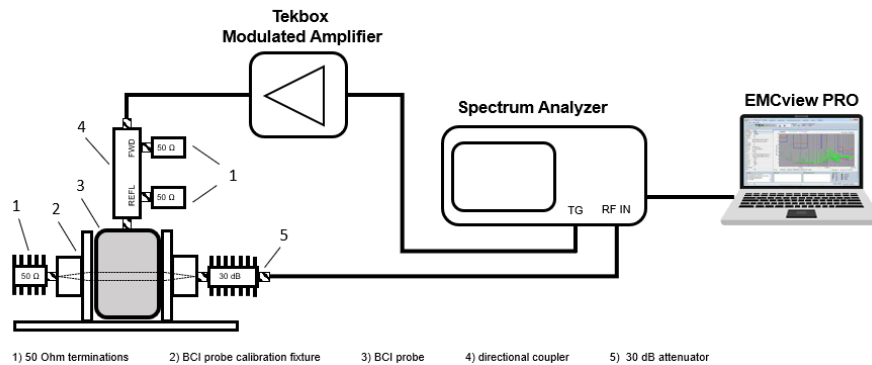 Tekbox
Modulated Amplifier
Spectrum Analyzer
EMCview PRO
4
FWD
50 Ω
3
1
REFL
50 Ω
1
2
5
TG
RF IN
50 Ω
30 dB
1) 50 Ohm terminations
2) BCI probe calibration fixture
3) BCI probe
4) directional coupler
5) 30 dB attenuator